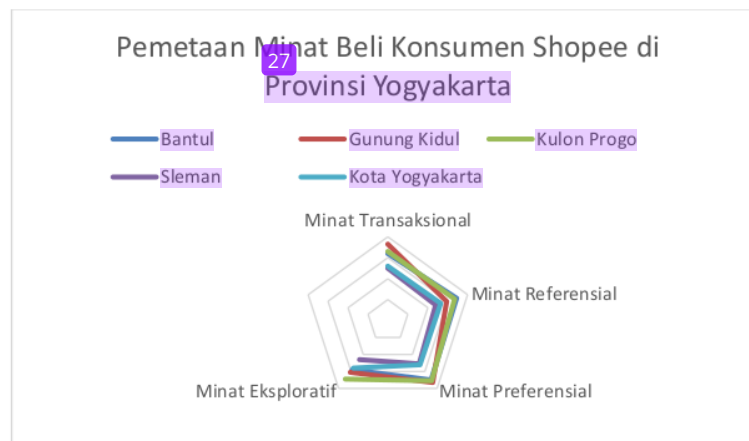 Pemetaan Minat Beli Konsumen Shopee di
27
Provinsi Yogyakarta
Bantul Gunung Kidul Kulon Progo
Sleman Kota Yogyakarta
Minat Transaksional
Minat Referensial
Minat Eksploratif Minat Preferensial